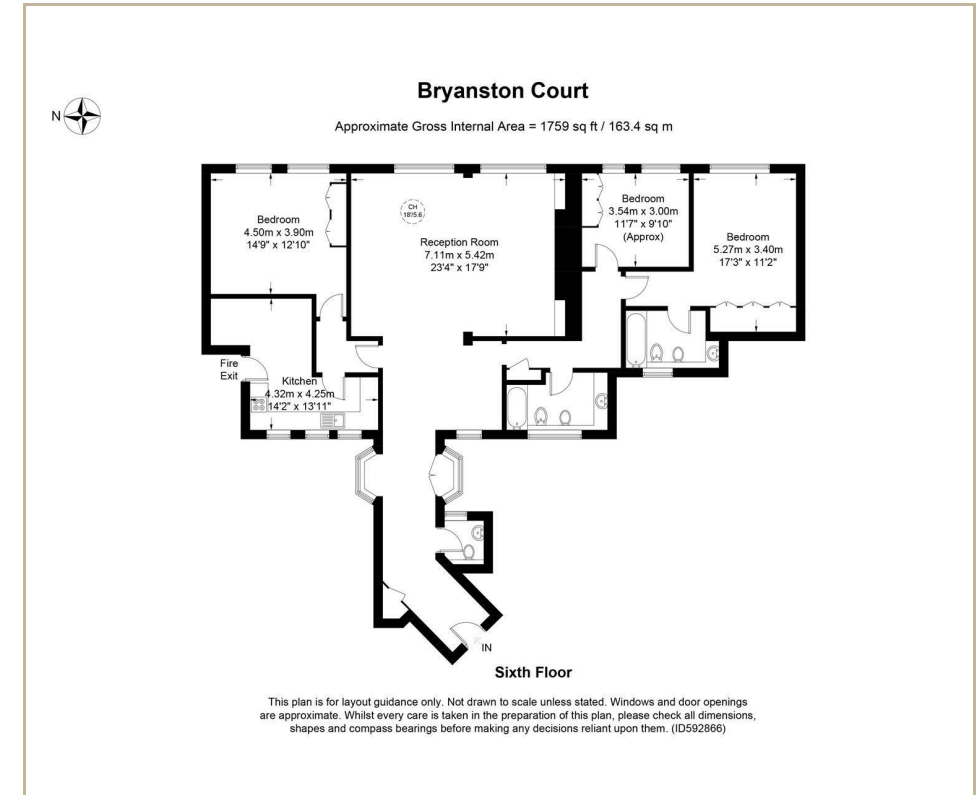 Bryanston Court
N
Approximate Gross Internal Area = 1759 sq ft / 163.4 sq m
Bedroom
4.50m x 3.90m
14'9" x 12'10"
CH
18'/5.6
Reception Room
7.11m x 5.42m
23'4" x 17'9"
Bedroom
3.54m x 3.00m
11'7" x 9'10"
(Approx)
Bedroom
5.27m x 3.40m
17'3" x 11'2"
Fire
Exit
Kitchen
4.32m x 4.25m
14'2" x 13'11"
IN
Sixth Floor
This plan is for layout guidance only. Not drawn to scale unless stated. Windows and door openings
are approximate. Whilst every care is taken in the preparation of this plan, please check all dimensions,
shapes and compass bearings before making any decisions reliant upon them. (ID592866)